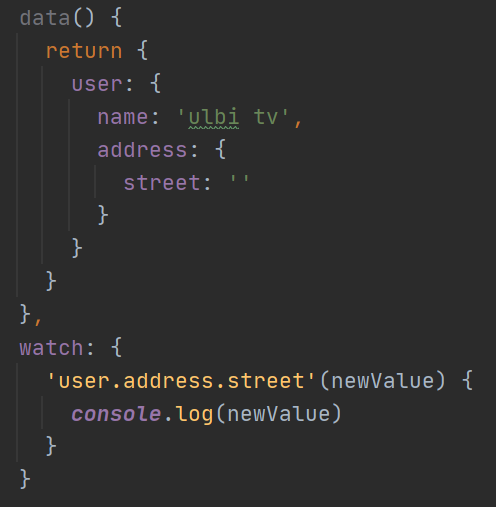 data() {
  return {
    user: {
      name: 'ulbi tv',
      address: {
        street: ''
      }
    }
  }
},
watch: {
  'user.address.street'(newValue) {
    console.log(newValue)
  }
}